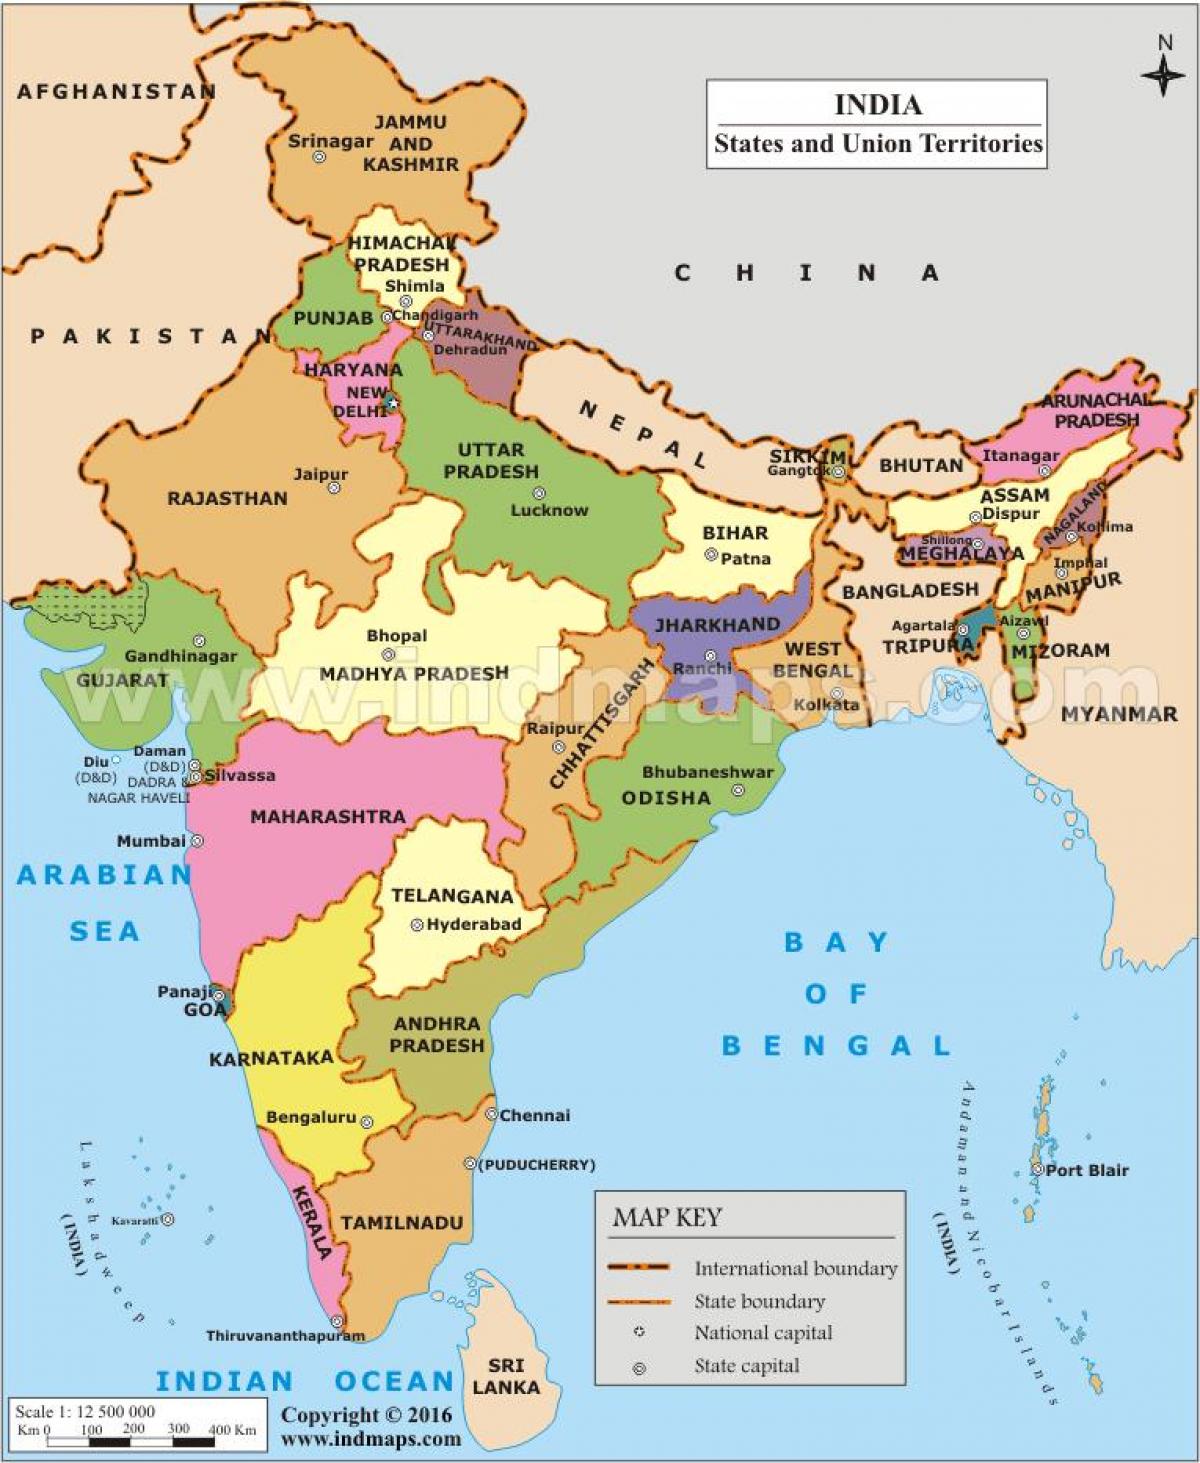 N
INDIA
States and Union Territories
AFGHANISTAN
JAMMU
AND
KASHMIR
Srinagar
CHINA
PAKISTAN
HIMACHAL
PRADESH
Shimla
PUNJAB
Chandigarh
UTTARAKHAND
Dehradun
HARYANA
NEW
DELHI
NEPAL
RAJASTHAN
Jaipur
UTTAR
PRADESH
Lucknow
SIKKIM
Gangtok
BHUTAN
ARUNACHAL
PRADESH
Itanagar
ASSAM
Dispur
NAGALAND
Kohima
Shillong
MEGHALAYA
Imphal
MANIPUR
BIHAR
Patna
BANGLADESH
Agartala
TRIPURA
Aizawl
MIZORAM
MYANMAR
JHARKHAND
Ranchi
WEST
BENGAL
Kolkata
Gandhinagar
GUJARAT
Bhopal
MADHYA PRADESH
www.indmaps.com
Raipur
CHHATTISGARH
Bhubaneshwar
ODISHA
Diu
(D&D)
Daman
(D&D)
DADRA &
NAGAR HAVELI
Silvassa
MAHARASHTRA
Mumbai
ARABIAN
SEA
TELANGANA
Hyderabad
BAY
OF
BENGAL
Panaji
GOA
ANDHRA
PRADESH
KARNATAKA
Bengaluru
Chennai
(PUDUCHERRY)
KERALA
TAMILNADU
Thiruvananthapuram
Lakshadweep
(INDIA)
Kavaratti
Andaman and Nicobar Islands
(INDIA)
Port Blair
SRI
LANKA
INDIAN OCEAN
MAP KEY
International boundary
State boundary
National capital
State capital
Scale 1: 12 500 000
Km 0 100 200 300 400 Km
Copyright © 2016
www.indmaps.com